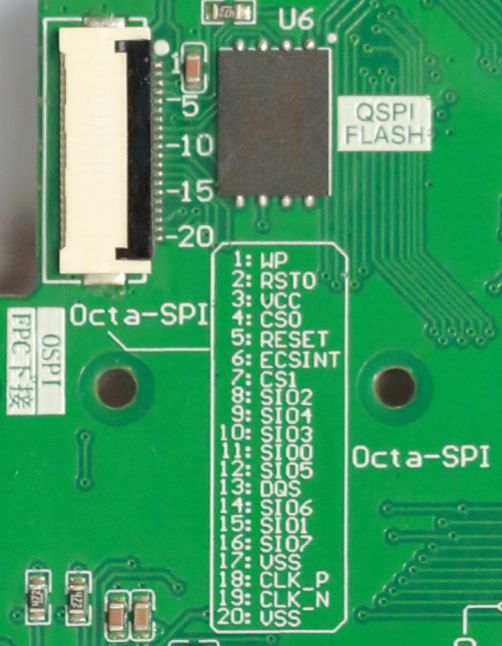 U6
1
-5
-10
-15
-20
QSPI
FLASH
Octa-SPI
OSPI
FPC下接
1: WP
2: RSTO
3: VCC
4: CS0
5: RESET
6: ECSINT
7: CS1
8: SIO2
9: SIO4
10: SIO3
11: SIO0
12: SIO5
13: DQS
14: SIO6
15: SIO1
16: SIO7
17: VSS
18: CLK_P
19: CLK_N
20: VSS
Octa-SPI